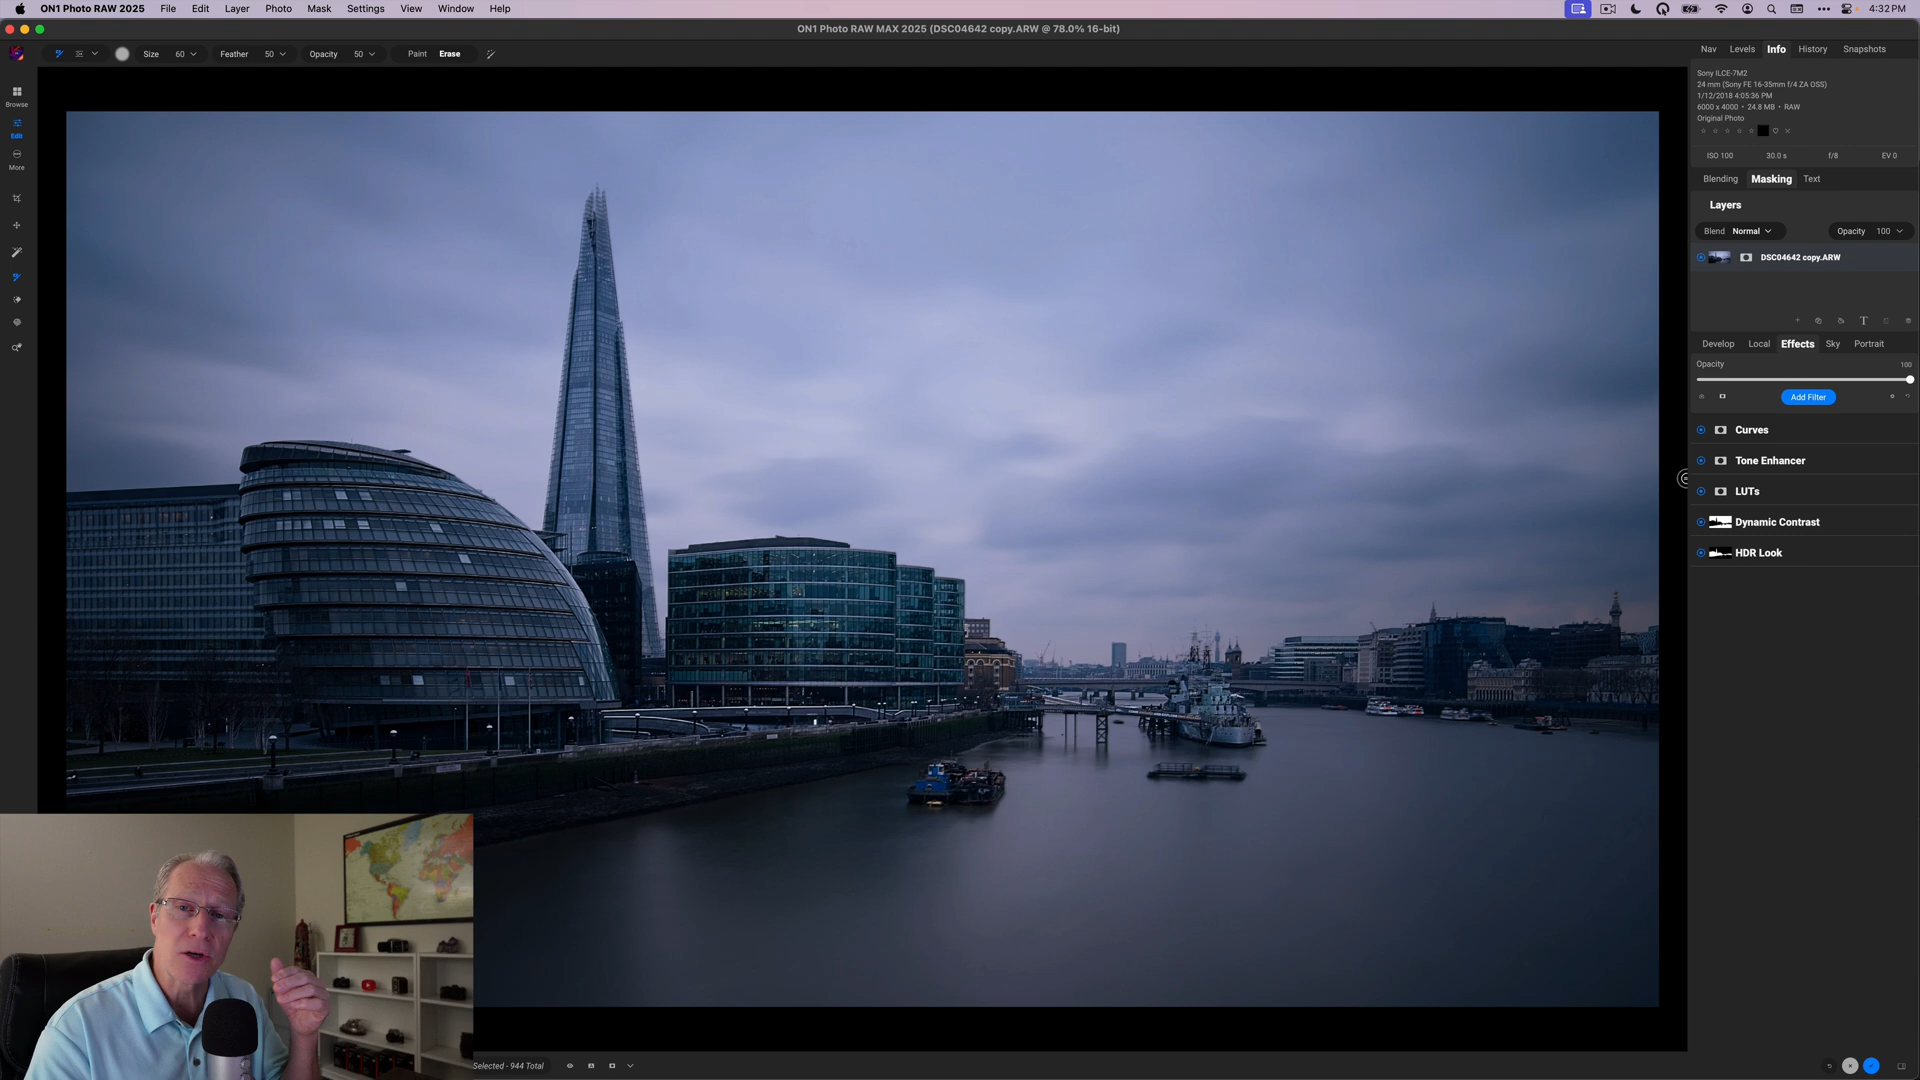 ON1 Photo RAW 2025 File Edit Layer Photo Mask Settings View Window Help 4:32 PM
ON1 Photo RAW MAX 2025 (DSC04642 copy.ARW @ 78.0% 16-bit)
Size 60 Feather 50 Opacity 50 Paint Erase
Nav Levels Info History Snapshots
Sony ILCE-7M2
24 mm (Sony FE 16-35mm f/4 ZA OSS)
1/12/2018 4:05:36 PM
6000 x 4000 • 24.8 MB • RAW
Original Photo
ISO 100 30.0 s f/8 EV 0
Browse
Edit
More
Blending Masking Text
Layers
Blend Normal Opacity 100
DSC04642 copy.ARW
T
Develop Local Effects Sky Portrait
Opacity 100
Add Filter
Curves
Tone Enhancer
LUTs
Dynamic Contrast
HDR Look
Selected - 944 Total